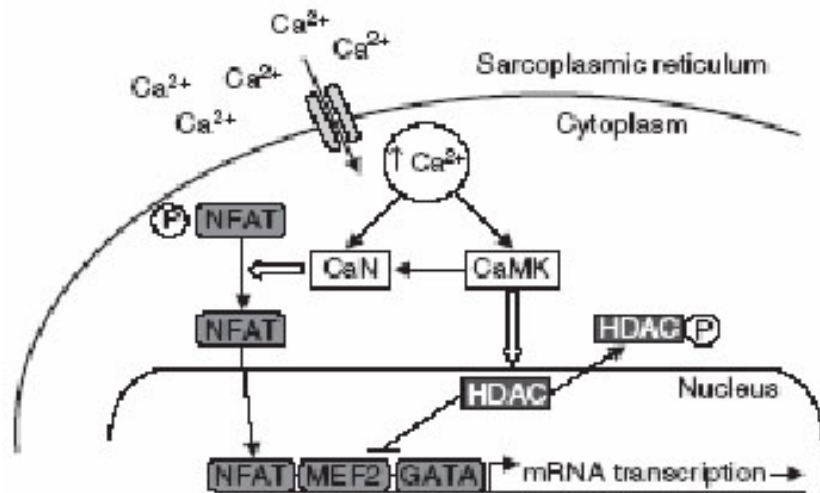 Ca²⁺
Ca²⁺
Ca²⁺
Ca²⁺
Ca²⁺
Sarcoplasmic reticulum
Cytoplasm
↑ Ca²⁺
P NFAT
CaN
CaMK
NFAT
HDAC P
HDAC
Nucleus
NFAT MEF2 GATA mRNA transcription